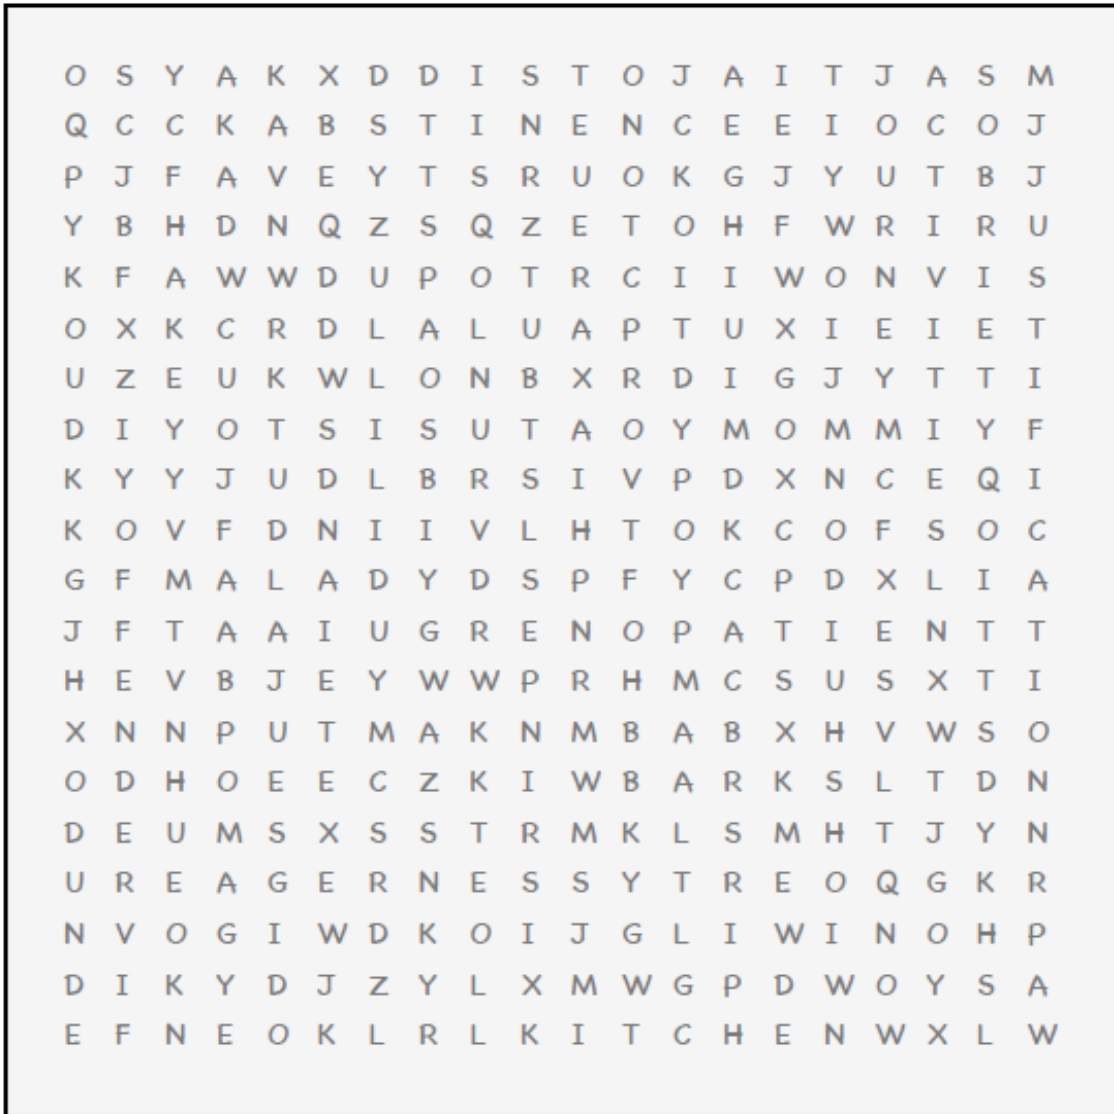 O S Y A K X D D I S T O J A I T J A S M
Q C C K A B S T I N E N C E E I O C O J
P J F A V E Y T S R U O K G J Y U T B J
Y B H D N Q Z S Q Z E T O H F W R I R U
K F A W W D U P O T R C I I W O N V I S
O X K C R D L A L U A P T U X I E I E T
U Z E U K W L O N B X R D I G J Y T T I
D I Y O T S I S U T A O Y M O M M I Y F
K Y Y J U D L B R S I V P D X N C E Q I
K O V F D N I I V L H T O K C O F S O C
G F M A L A D Y D S P F Y C P D X L I A
J F T A A I U G R E N O P A T I E N T T
H E V B J E Y W W P R H M C S U S X T I
X N N P U T M A K N M B A B X H V W S O
O D H O E E C Z K I W B A R K S L T D N
D E U M S X S S T R M K L S M H T J Y N
U R E A G E R N E S S Y T R E O Q G K R
N V O G I W D K O I J G L I W I N O H P
D I K Y D J Z Y L X M W G P D W O Y S A
E F N E O K L R L K I T C H E N W X L W